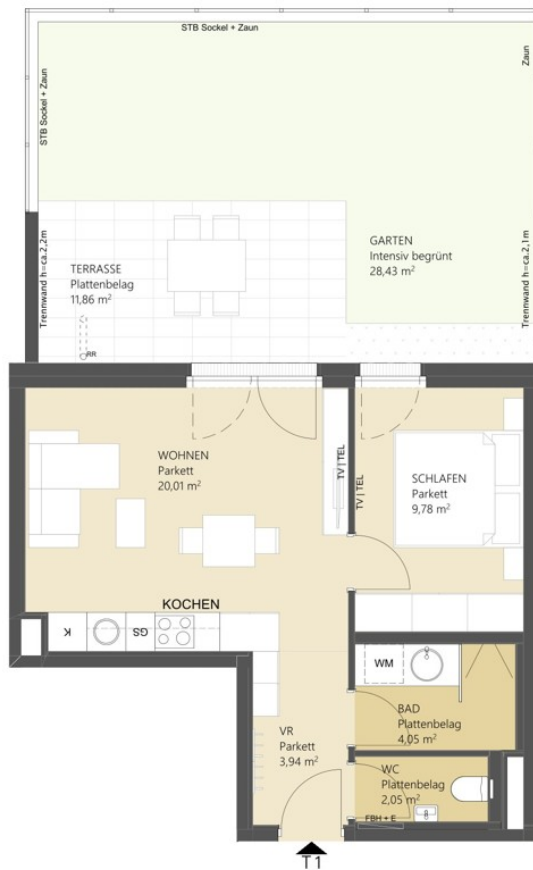 STB Sockel + Zaun
Zaun
STB Sockel + Zaun
GARTEN
Intensiv begrünt
28,43 m²
Trennwand h=ca.2,2m
Trennwand h=ca.2,1m
TERRASSE
Plattenbelag
11,86 m²
RR
WOHNEN
Parkett
20,01 m²
TV | TEL
TV | TEL
SCHLAFEN
Parkett
9,78 m²
KOCHEN
K
GS
WM
BAD
Plattenbelag
4,05 m²
VR
Parkett
3,94 m²
WC
Plattenbelag
2,05 m²
FBH + E
T1